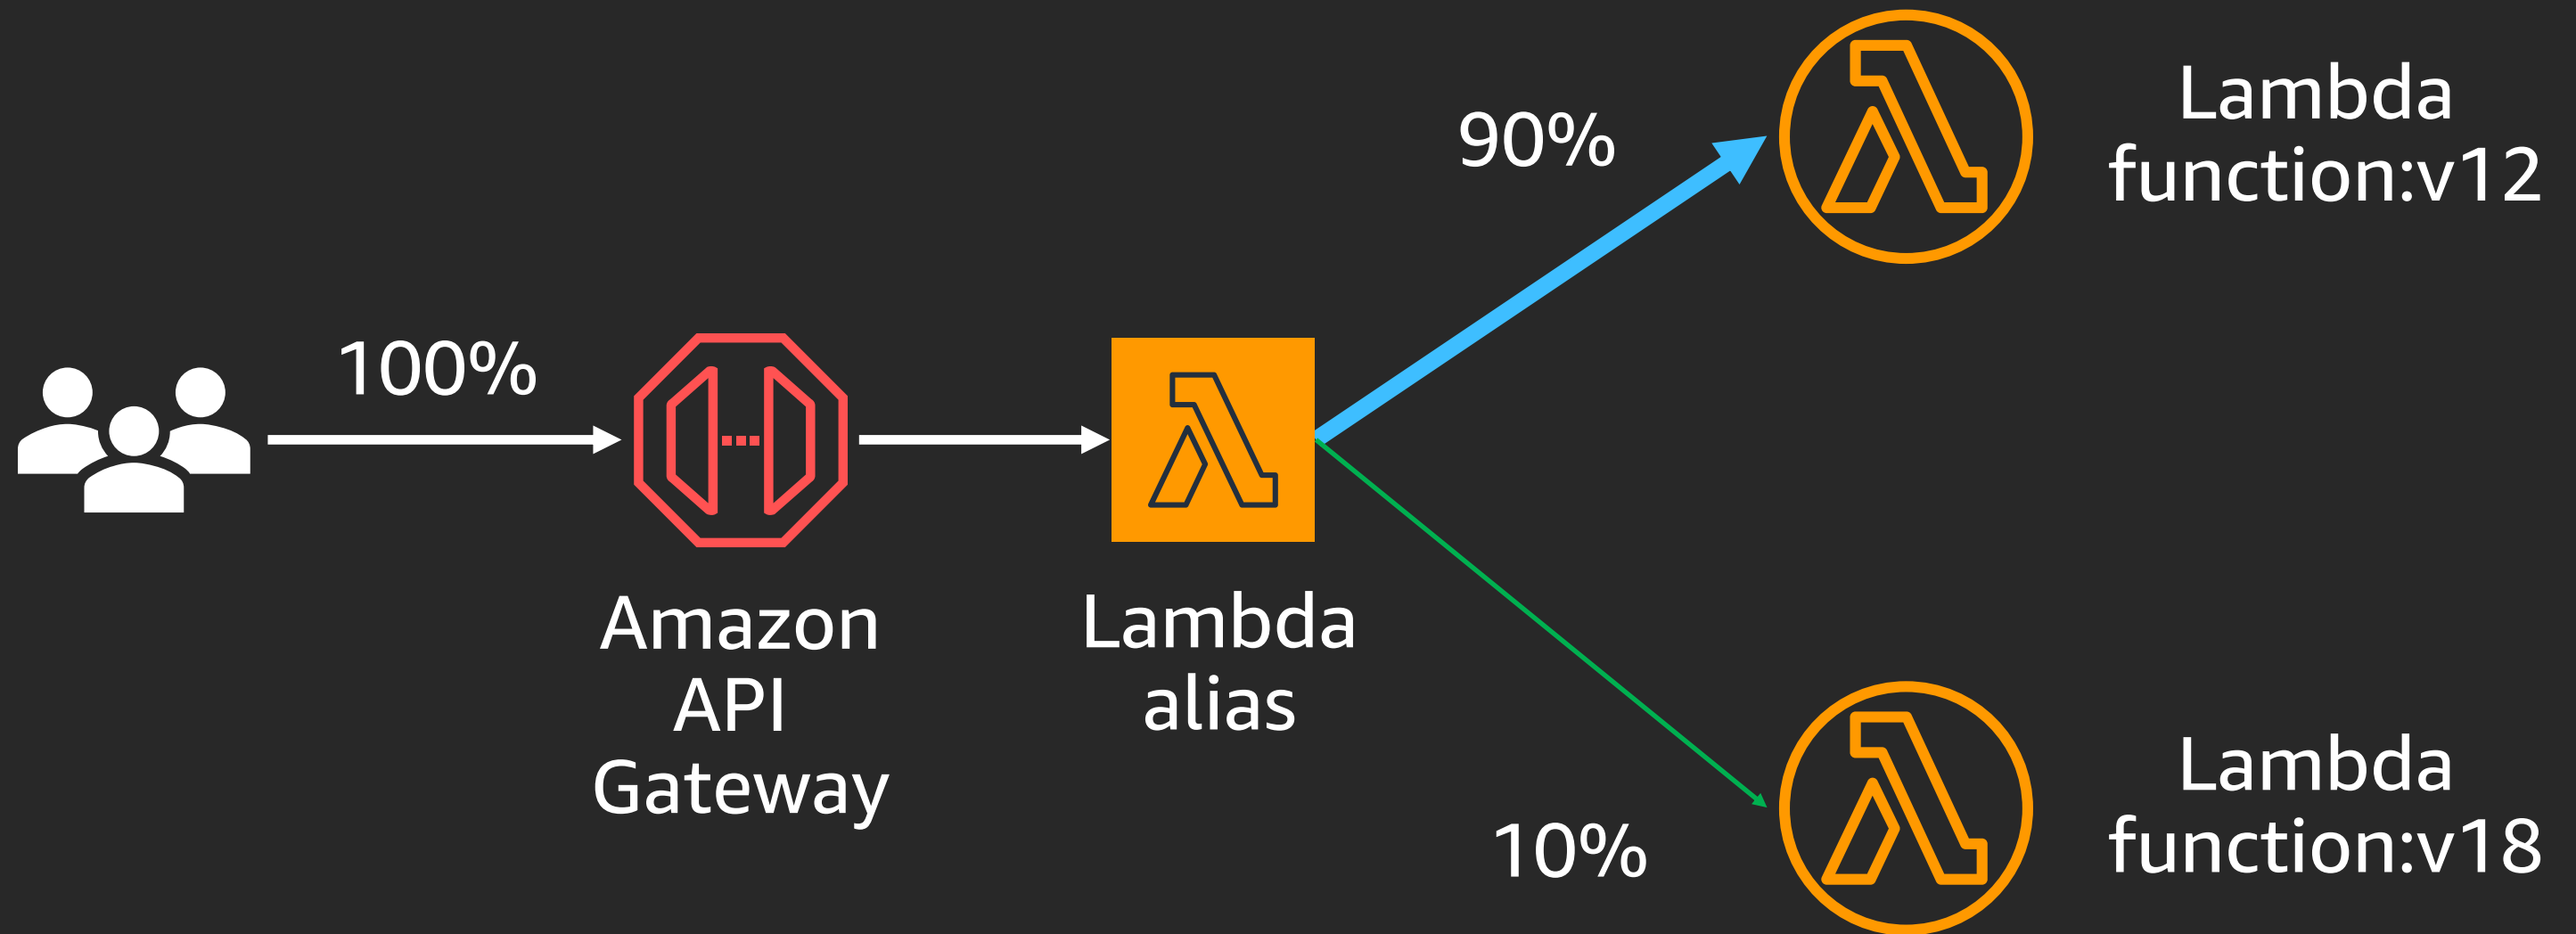 100%
Amazon
API
Gateway
Lambda
alias
90%
Lambda
function:v12
10%
Lambda
function:v18